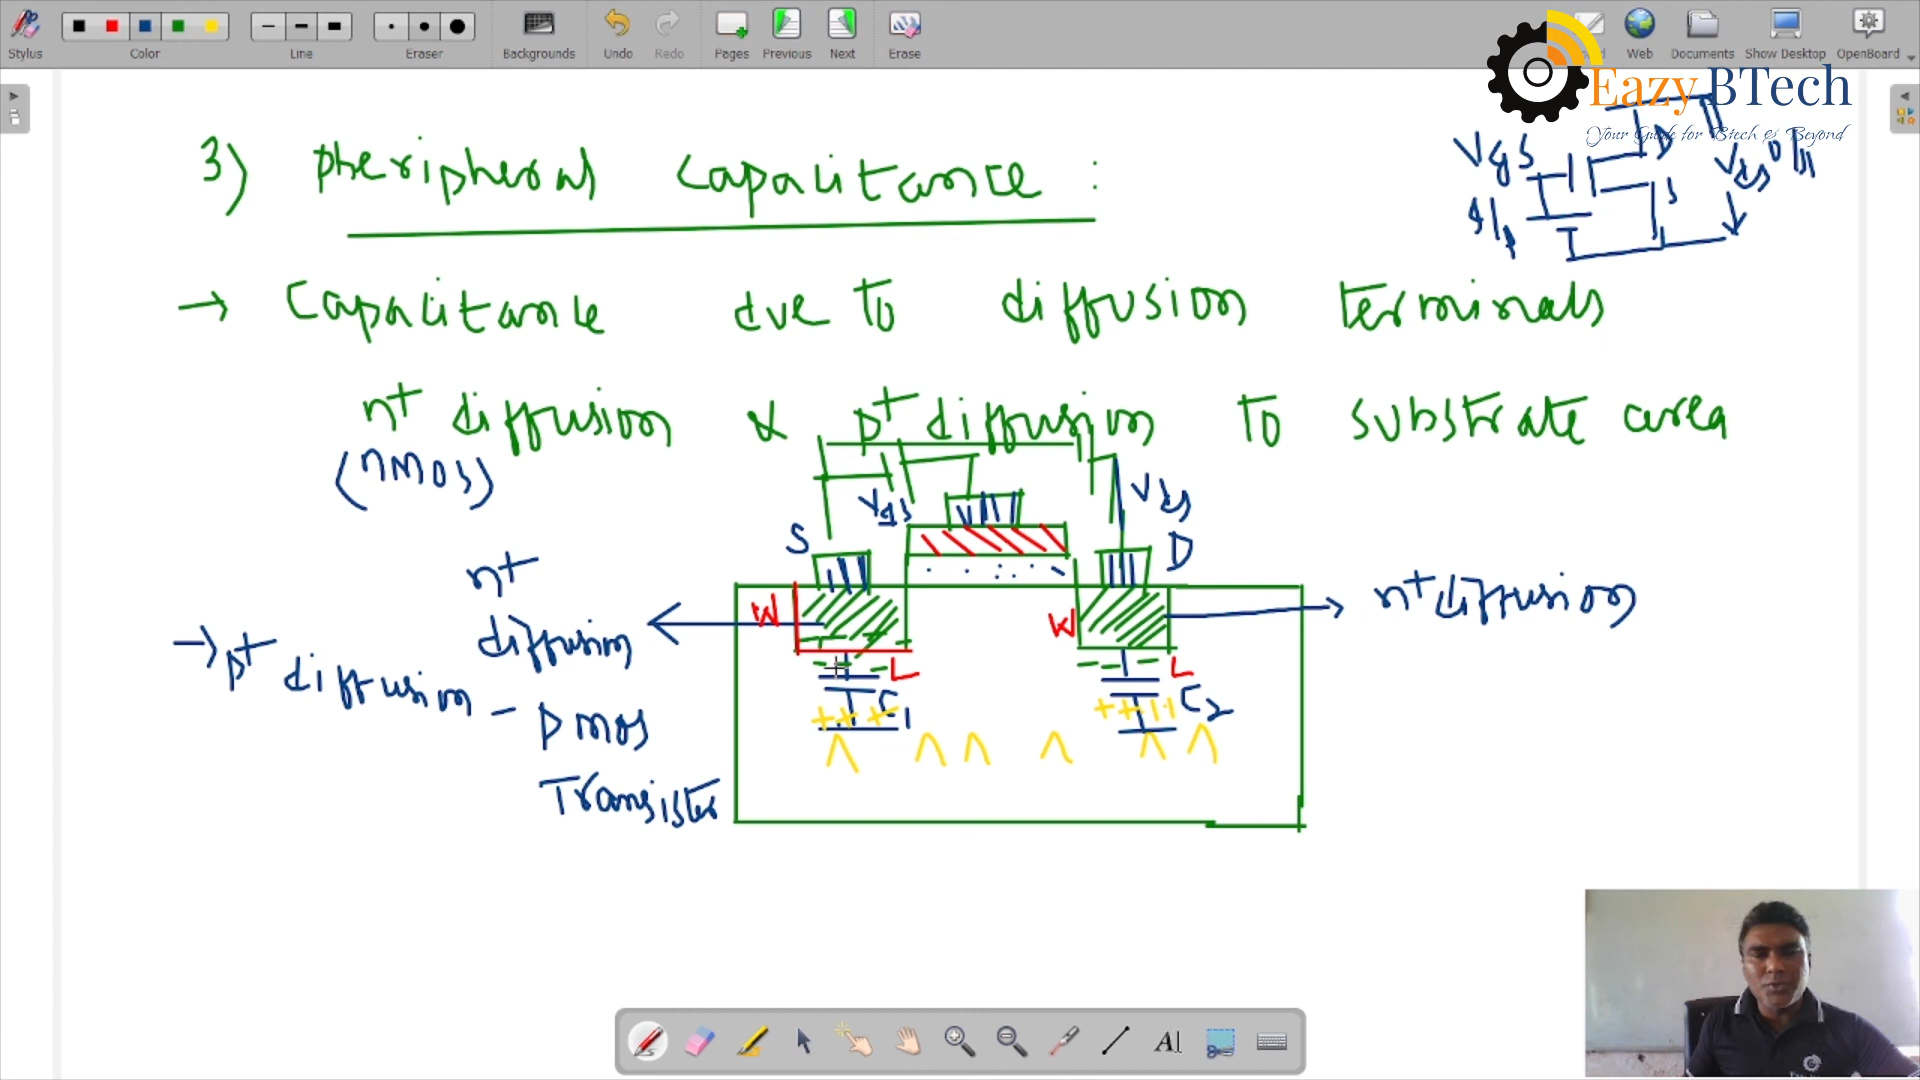 Stylus Color Line Eraser Backgrounds Undo Redo Pages Previous Next Erase Web Documents Show Desktop OpenBoard
Eazy BTech
Your Guide for Btech & Beyond
3) Pheripheral capacitance :
Vgs D Vds O/p
I/p S
→ Capacitance due to diffusion terminals
n+ diffusion & p+ diffusion to substrate area
(nMOS)
Vgs Vds
S D
n+ diffusion
W W n+ diffusion
→ p+ diffusion - pmos Transister
L L
C1 C2